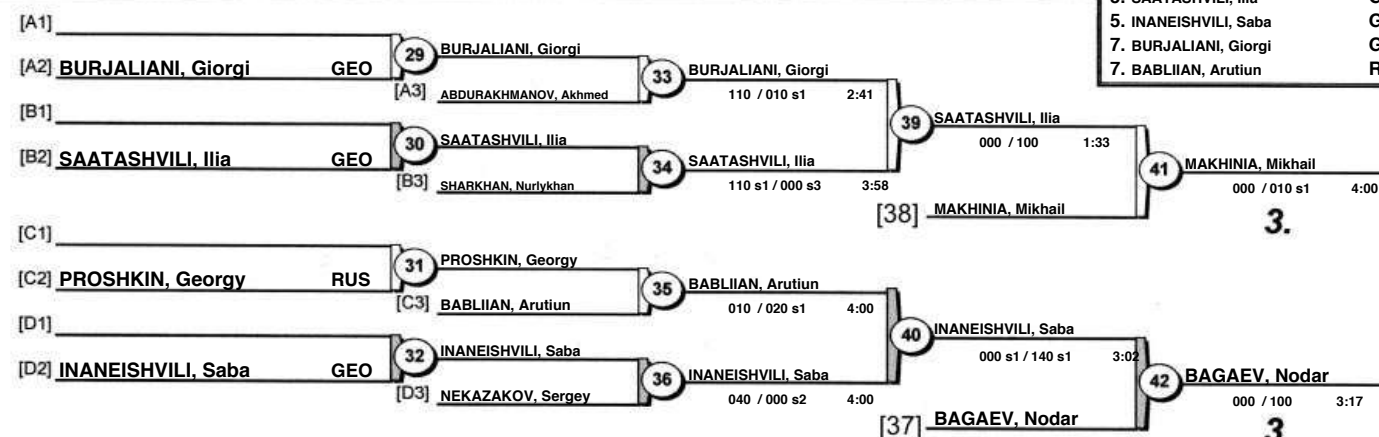 5. INANEISHVILI, Saba G
7. BURJALIANI, Giorgi G
7. BABLIIAN, Arutiun R
[A1]
[A2] BURJALIANI, Giorgi GEO
29
BURJALIANI, Giorgi
[A3] ABDURAKHMANOV, Akhmed
33
BURJALIANI, Giorgi
110 / 010 s1 2:41
[B1]
[B2] SAATASHVILI, Ilia GEO
30
SAATASHVILI, Ilia
[B3] SHARKHAN, Nurlykhan
34
SAATASHVILI, Ilia
110 s1 / 000 s3 3:58
39
SAATASHVILI, Ilia
000 / 100 1:33
[38] MAKHINIA, Mikhail
41
MAKHINIA, Mikhail
000 / 010 s1 4:00
3.
[C1]
[C2] PROSHKIN, Georgy RUS
31
PROSHKIN, Georgy
[C3] BABLIIAN, Arutiun
35
BABLIIAN, Arutiun
010 / 020 s1 4:00
[D1]
[D2] INANEISHVILI, Saba GEO
32
INANEISHVILI, Saba
[D3] NEKAZAKOV, Sergey
36
INANEISHVILI, Saba
040 / 000 s2 4:00
40
INANEISHVILI, Saba
000 s1 / 140 s1 3:02
[37] BAGAEV, Nodar
42
BAGAEV, Nodar
000 / 100 3:17
3